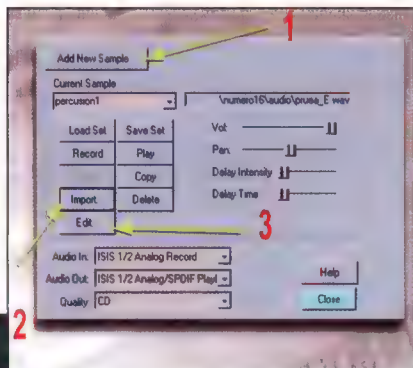 1
Add New Sample
Current Sample
percusion1
\numero16\audio\prusa_E.wav
Load Set Save Set
Record Play
Copy
Import Delete
Edit
Vol:
Pan:
Delay Intensity
Delay Time
3
2
Audio In: ISIS 1/2 Analog Record
Audio Out: ISIS 1/2 Analog/SPDIF Playl
Quality CD
Help
Close